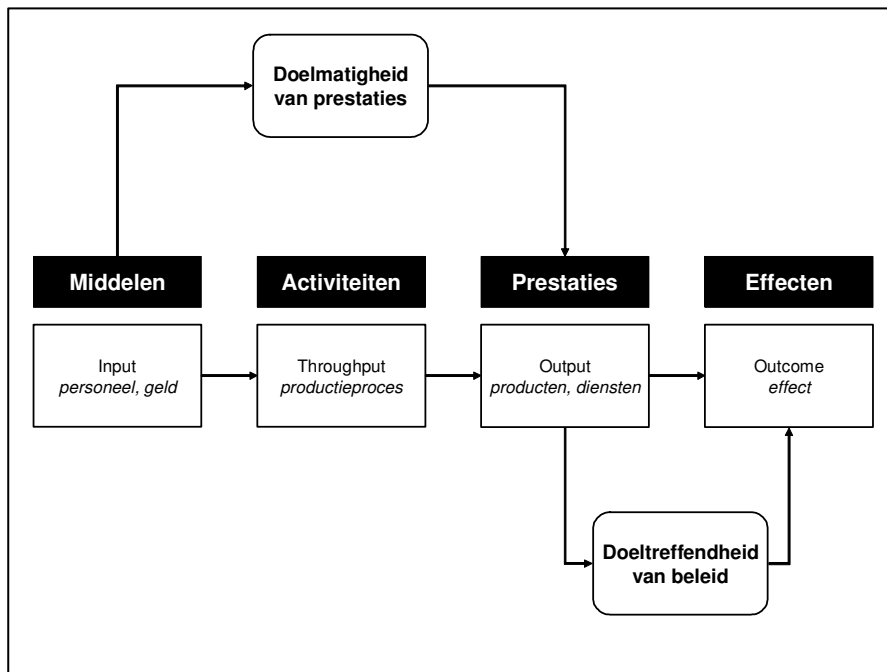 Doelmatigheid
van prestaties
Middelen
Activiteiten
Prestaties
Effecten
Input
personeel, geld
Throughput
productieproces
Output
producten, diensten
Outcome
effect
Doeltreffendheid
van beleid